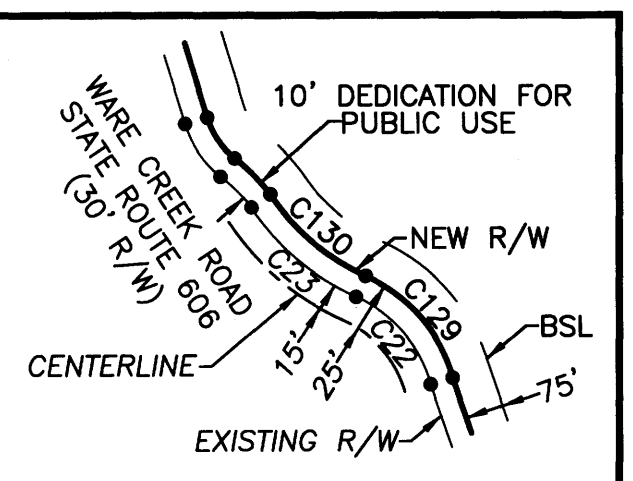 10' DEDICATION FOR
PUBLIC USE
WARE CREEK ROAD
STATE ROUTE 606
(30' R/W)
C130
NEW R/W
C23
C129
CENTERLINE
15'
25'
C22
BSL
75'
EXISTING R/W